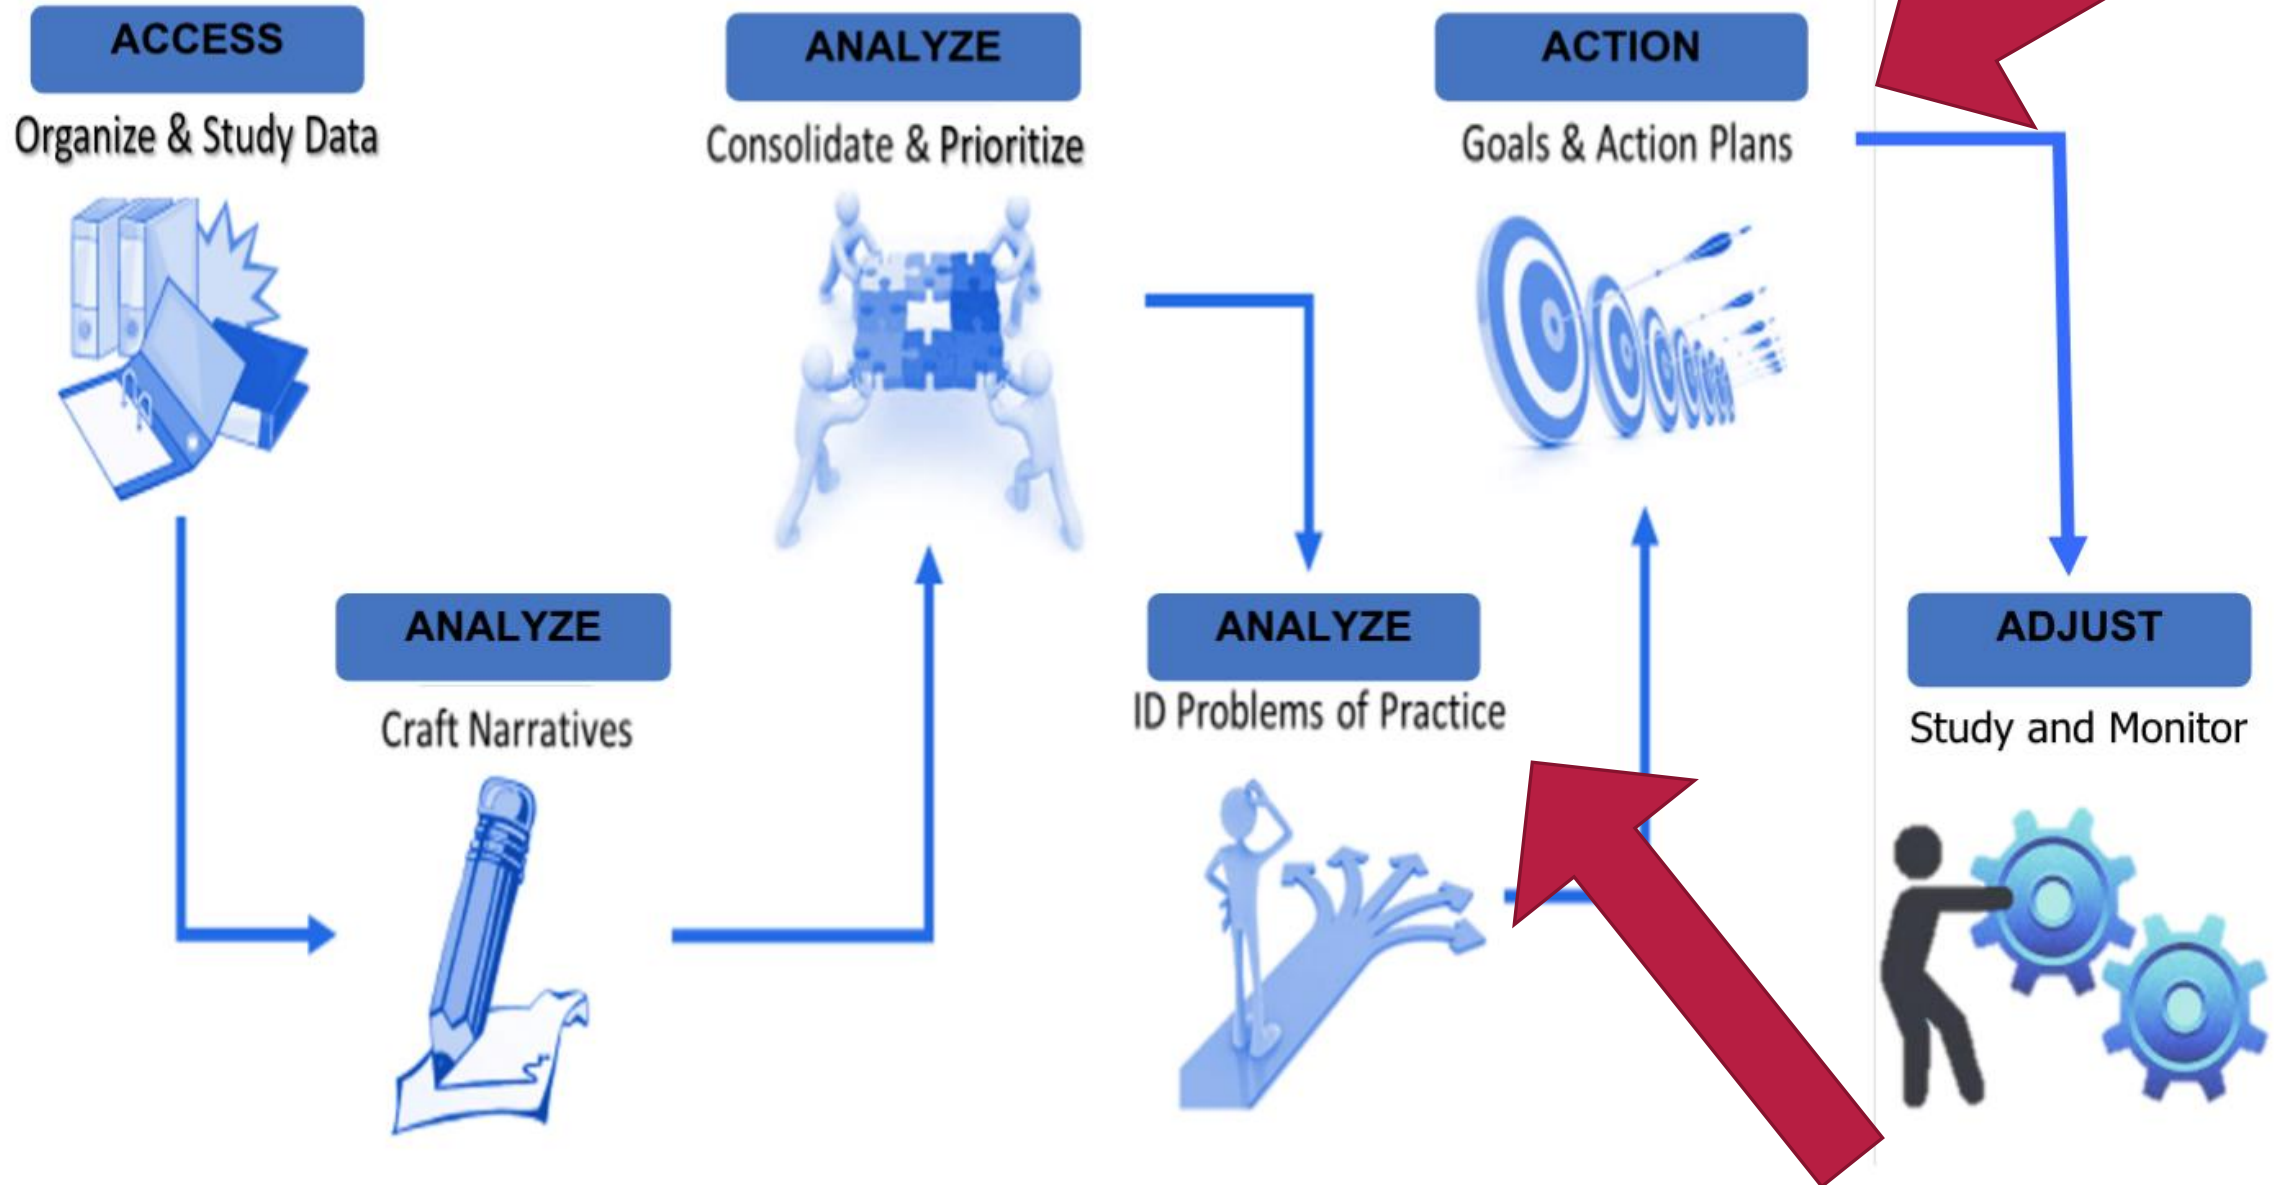 ACCESS
Organize & Study Data
ANALYZE
Craft Narratives
ANALYZE
Consolidate & Prioritize
ANALYZE
ID Problems of Practice
ACTION
Goals & Action Plans
ADJUST
Study and Monitor